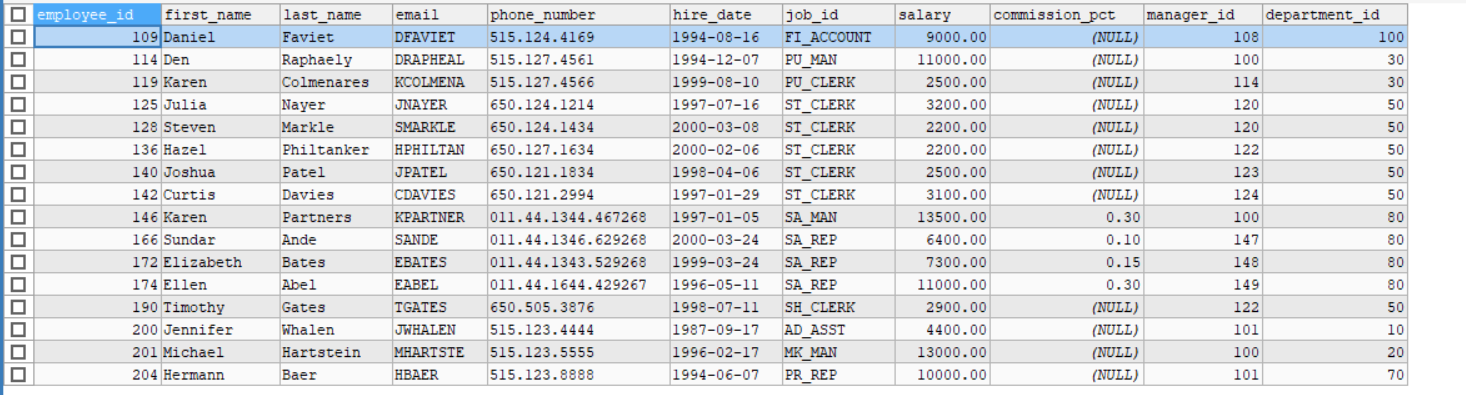 employee_id first_name last_name email phone_number hire_date job_id salary commission_pct manager_id department_id
109 Daniel Faviet DFAVIET 515.124.4169 1994-08-16 FI_ACCOUNT 9000.00 (NULL) 108 100
114 Den Raphaely DRAPHEAL 515.127.4561 1994-12-07 PU_MAN 11000.00 (NULL) 100 30
119 Karen Colmenares KCOLMENA 515.127.4566 1999-08-10 PU_CLERK 2500.00 (NULL) 114 30
125 Julia Nayer JNAYER 650.124.1214 1997-07-16 ST_CLERK 3200.00 (NULL) 120 50
128 Steven Markle SMARKLE 650.124.1434 2000-03-08 ST_CLERK 2200.00 (NULL) 120 50
136 Hazel Philtanker HPHILTAN 650.127.1634 2000-02-06 ST_CLERK 2200.00 (NULL) 122 50
140 Joshua Patel JPATEL 650.121.1834 1998-04-06 ST_CLERK 2500.00 (NULL) 123 50
142 Curtis Davies CDAVIES 650.121.2994 1997-01-29 ST_CLERK 3100.00 (NULL) 124 50
146 Karen Partners KPARTNER 011.44.1344.467268 1997-01-05 SA_MAN 13500.00 0.30 100 80
166 Sundar Ande SANDE 011.44.1346.629268 2000-03-24 SA_REP 6400.00 0.10 147 80
172 Elizabeth Bates EBATES 011.44.1343.529268 1999-03-24 SA_REP 7300.00 0.15 148 80
174 Ellen Abel EABEL 011.44.1644.429267 1996-05-11 SA_REP 11000.00 0.30 149 80
190 Timothy Gates TGATES 650.505.3876 1998-07-11 SH_CLERK 2900.00 (NULL) 122 50
200 Jennifer Whalen JWHALEN 515.123.4444 1987-09-17 AD_ASST 4400.00 (NULL) 101 10
201 Michael Hartstein MHARTSTE 515.123.5555 1996-02-17 MK_MAN 13000.00 (NULL) 100 20
204 Hermann Baer HBAER 515.123.8888 1994-06-07 PR_REP 10000.00 (NULL) 101 70